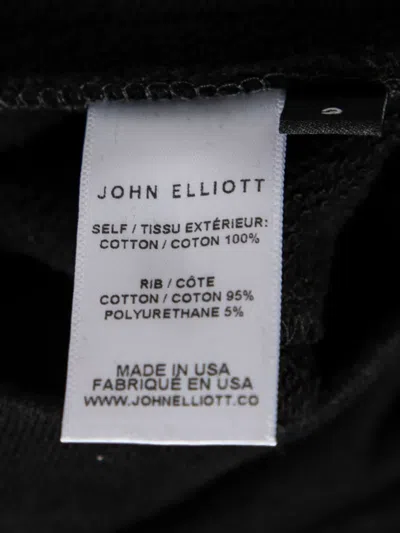 JOHN ELLIOTT
SELF / TISSU EXTÉRIEUR:
COTTON / COTON 100%
RIB / CÔTE
COTTON / COTON 95%
POLYURETHANE 5%
MADE IN USA
FABRIQUÉ EN USA
WWW.JOHNELLIOTT.CO